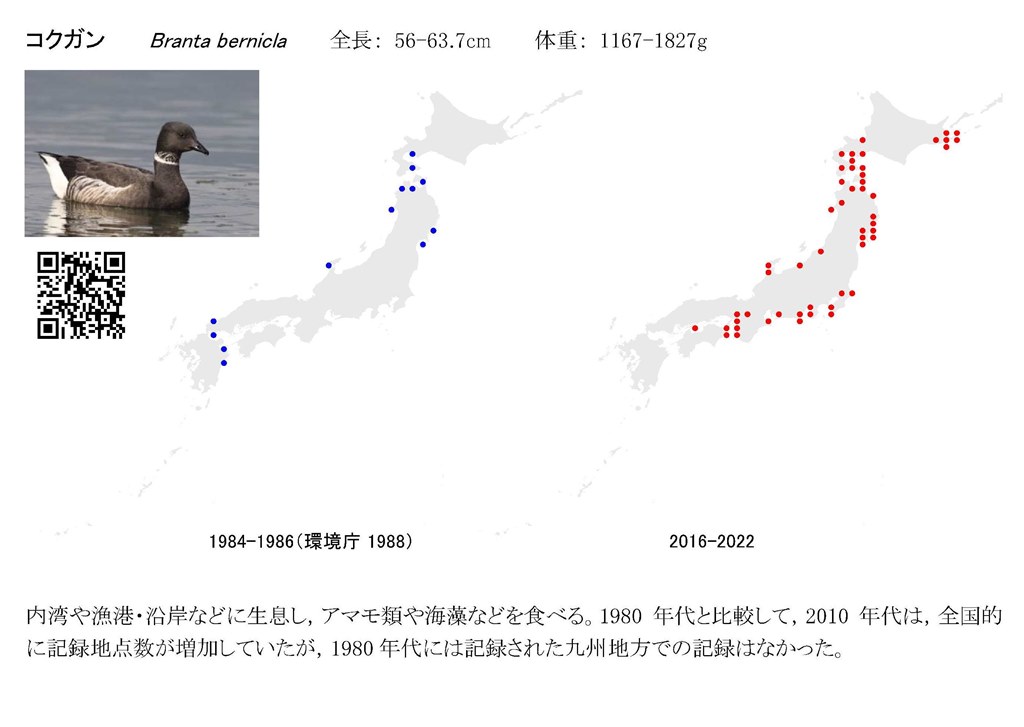 コクガン Branta bernicla 全長: 56-63.7cm 体重: 1167-1827g
1984-1986(環境庁 1988) 2016-2022
内湾や漁港・沿岸などに生息し，アマモ類や海藻などを食べる。1980 年代と比較して，2010 年代は，全国的
に記録地点数が増加していたが，1980 年代には記録された九州地方での記録はなかった。